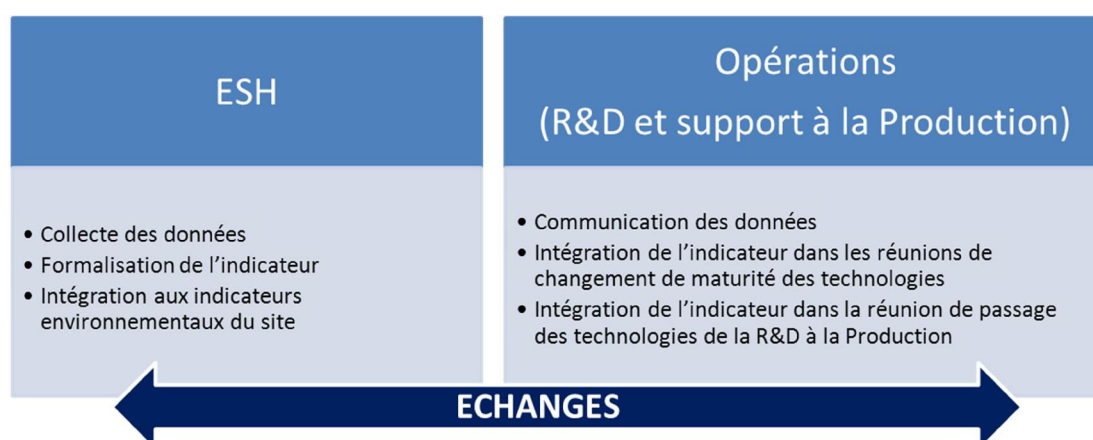 ESH
• Collecte des données
• Formalisation de l'indicateur
• Intégration aux indicateurs
environnementaux du site
Opérations
(R&D et support à la Production)
• Communication des données
• Intégration de l'indicateur dans les réunions de
changement de maturité des technologies
• Intégration de l'indicateur dans la réunion de passage
des technologies de la R&D à la Production
ECHANGES